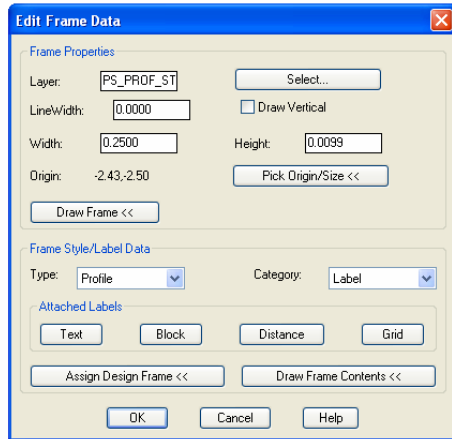 Edit Frame Data
Frame Properties
Layer: PS_PROF_ST Select...
LineWidth: 0.0000 Draw Vertical
Width: 0.2500 Height: 0.0099
Origin: -2.43,-2.50 Pick Origin/Size <<
Draw Frame <<
Frame Style/Label Data
Type: Profile Category: Label
Attached Labels
Text Block Distance Grid
Assign Design Frame << Draw Frame Contents <<
OK Cancel Help